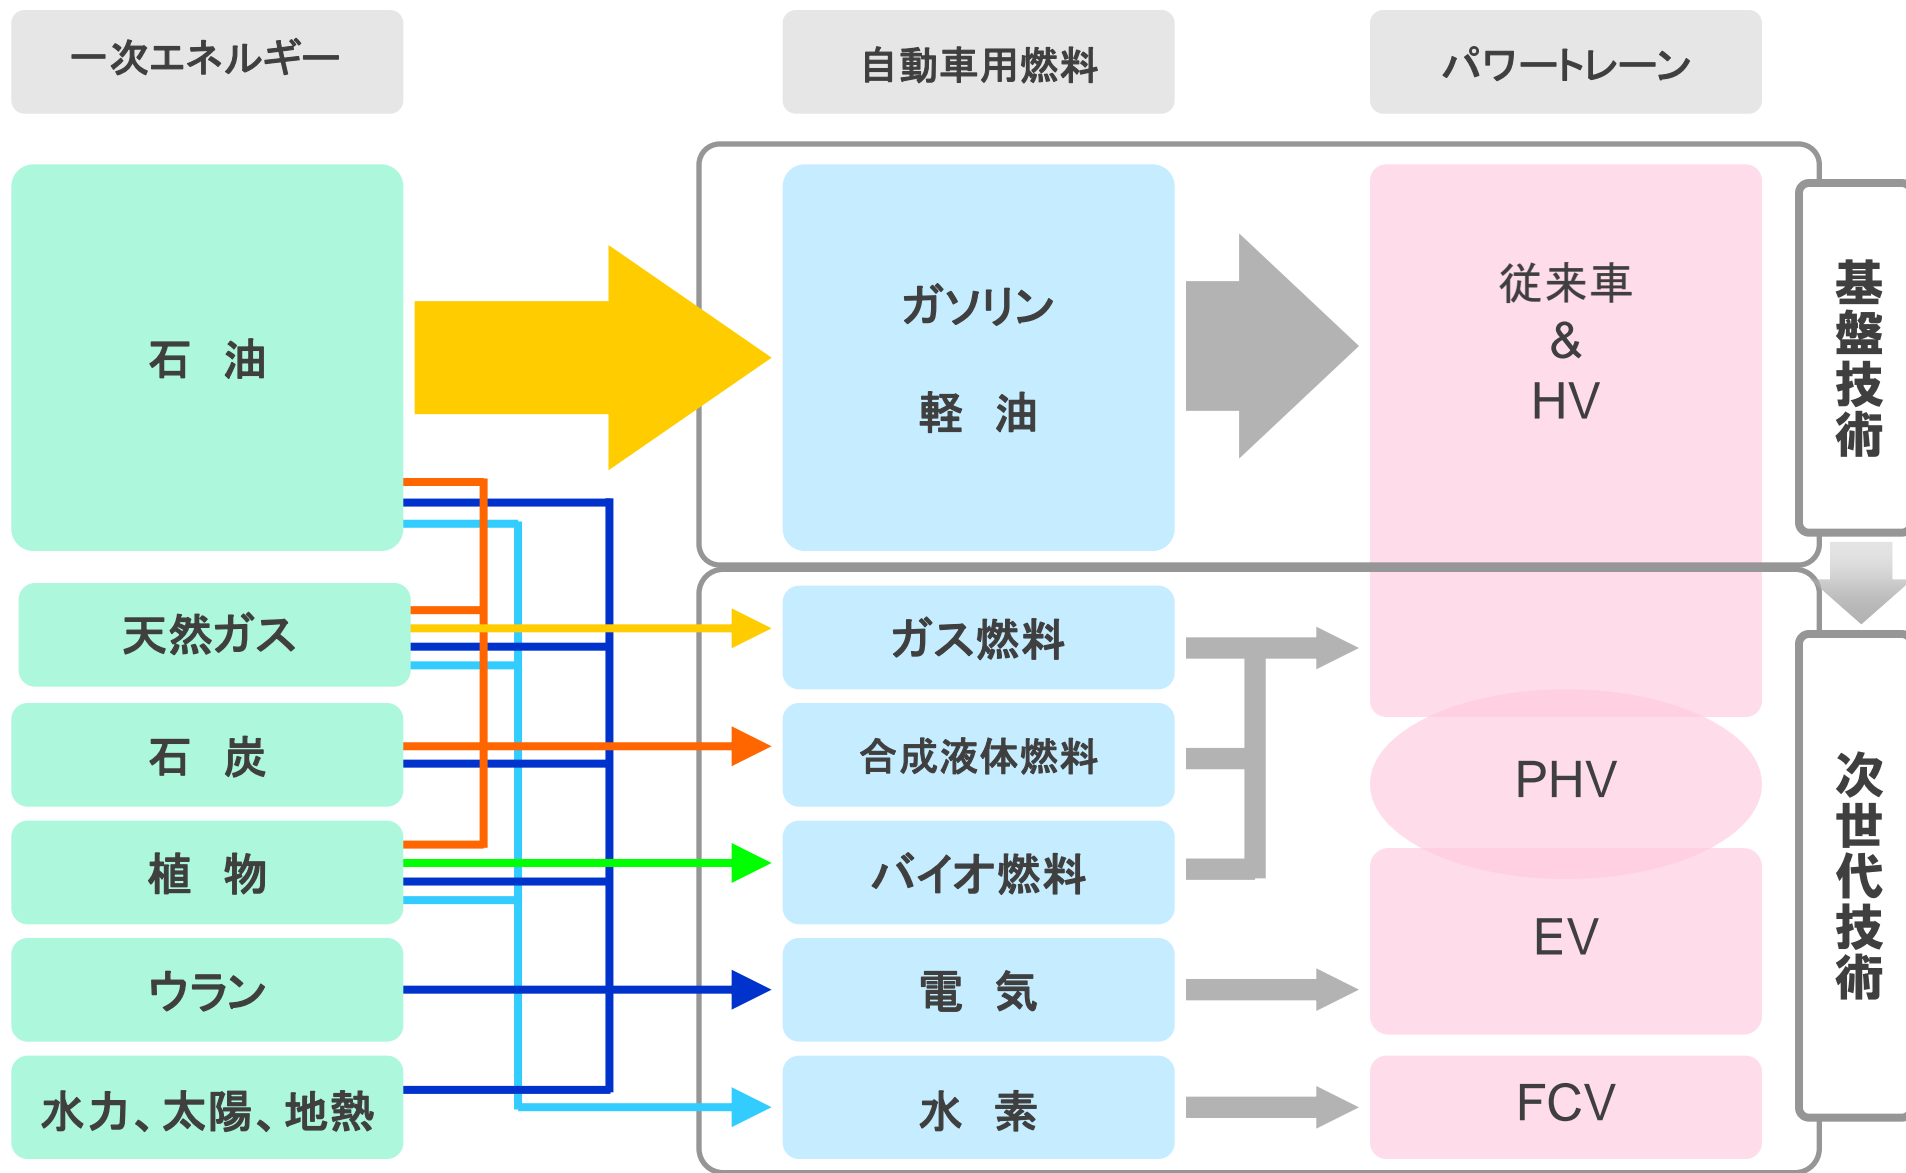 一次エネルギー
自動車用燃料
パワートレーン
石 油
ガソリン
軽 油
従来車
&
HV
基盤技術
天然ガス
ガス燃料
石 炭
合成液体燃料
PHV
植 物
バイオ燃料
EV
次世代技術
ウラン
電 気
水力、太陽、地熱
水 素
FCV